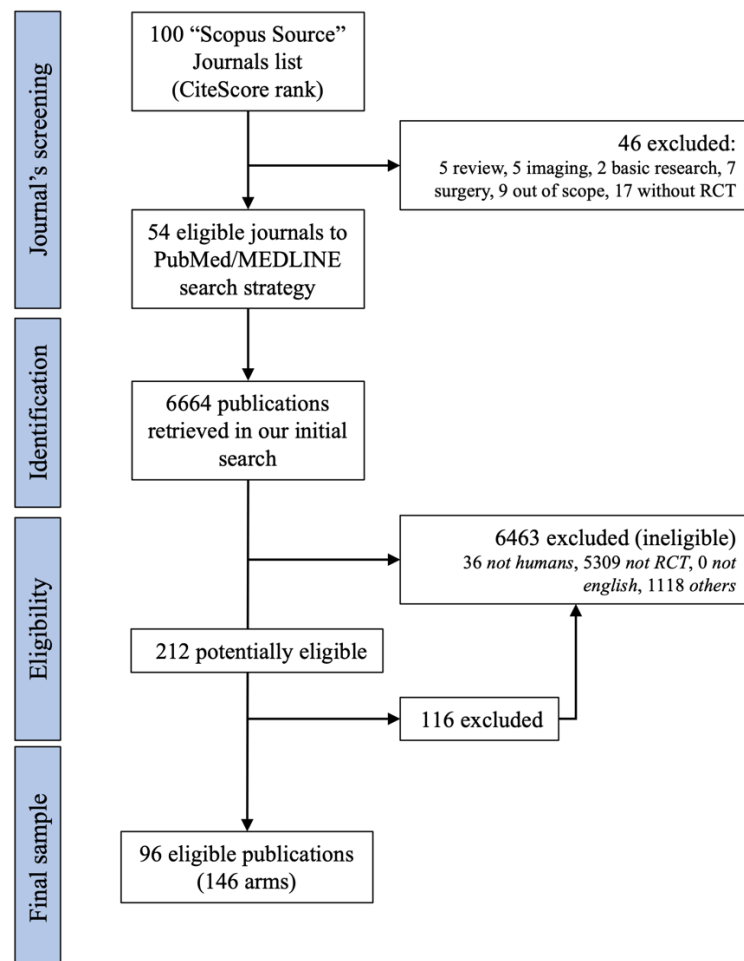 Journal's screening
100 “Scopus Source”
Journals list
(CiteScore rank)
46 excluded:
5 review, 5 imaging, 2 basic research, 7
surgery, 9 out of scope, 17 without RCT
54 eligible journals to
PubMed/MEDLINE
search strategy
Identification
6664 publications
retrieved in our initial
search
Eligibility
6463 excluded (ineligible)
36 not humans, 5309 not RCT, 0 not
english, 1118 others
212 potentially eligible
116 excluded
Final sample
96 eligible publications
(146 arms)